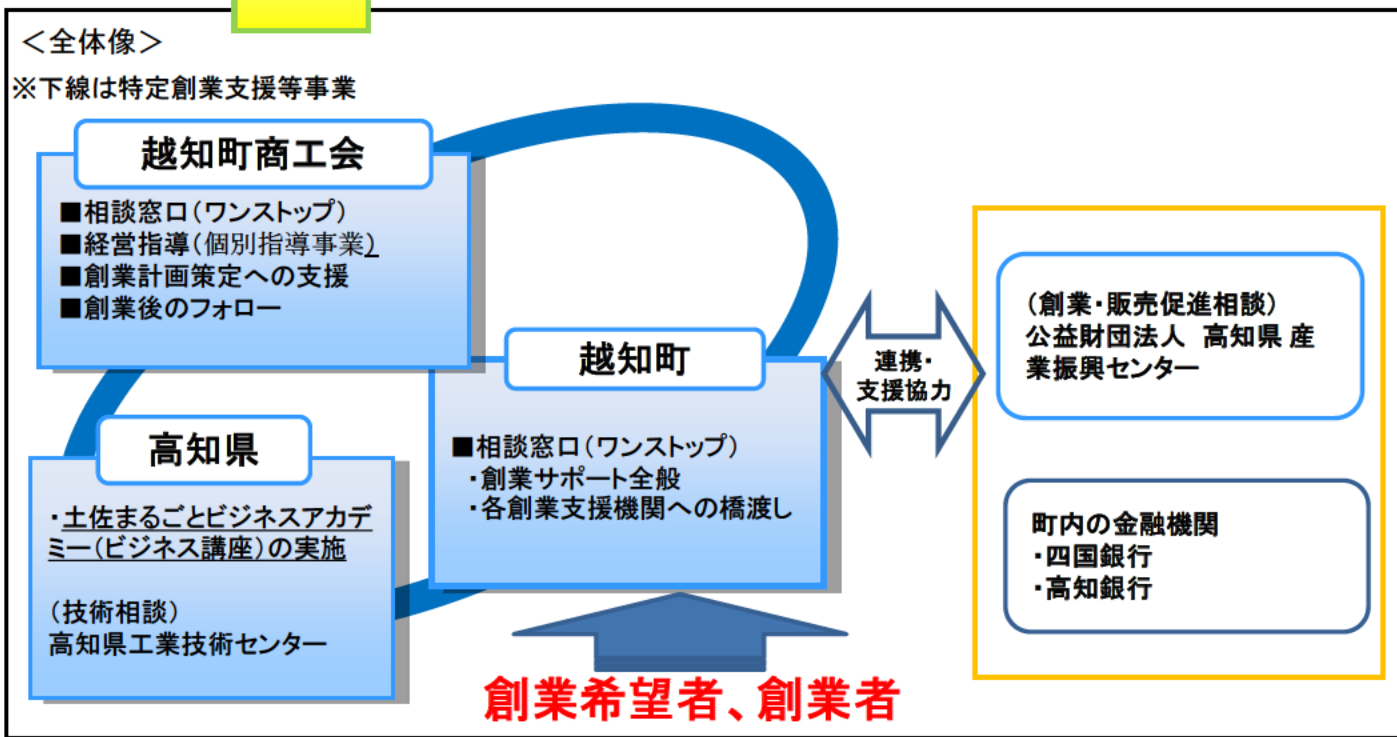 ＜全体像＞
※下線は特定創業支援等事業
越知町商工会
■相談窓口（ワンストップ）
■経営指導（個別指導事業）
■創業計画策定への支援
■創業後のフォロー
高知県
・土佐まるごとビジネスアカデ
ミー（ビジネス講座）の実施
（技術相談）
高知県工業技術センター
越知町
■相談窓口（ワンストップ）
・創業サポート全般
・各創業支援機関への橋渡し
連携・
支援協力
（創業・販売促進相談）
公益財団法人　高知県 産
業振興センター
町内の金融機関
・四国銀行
・高知銀行
創業希望者、創業者